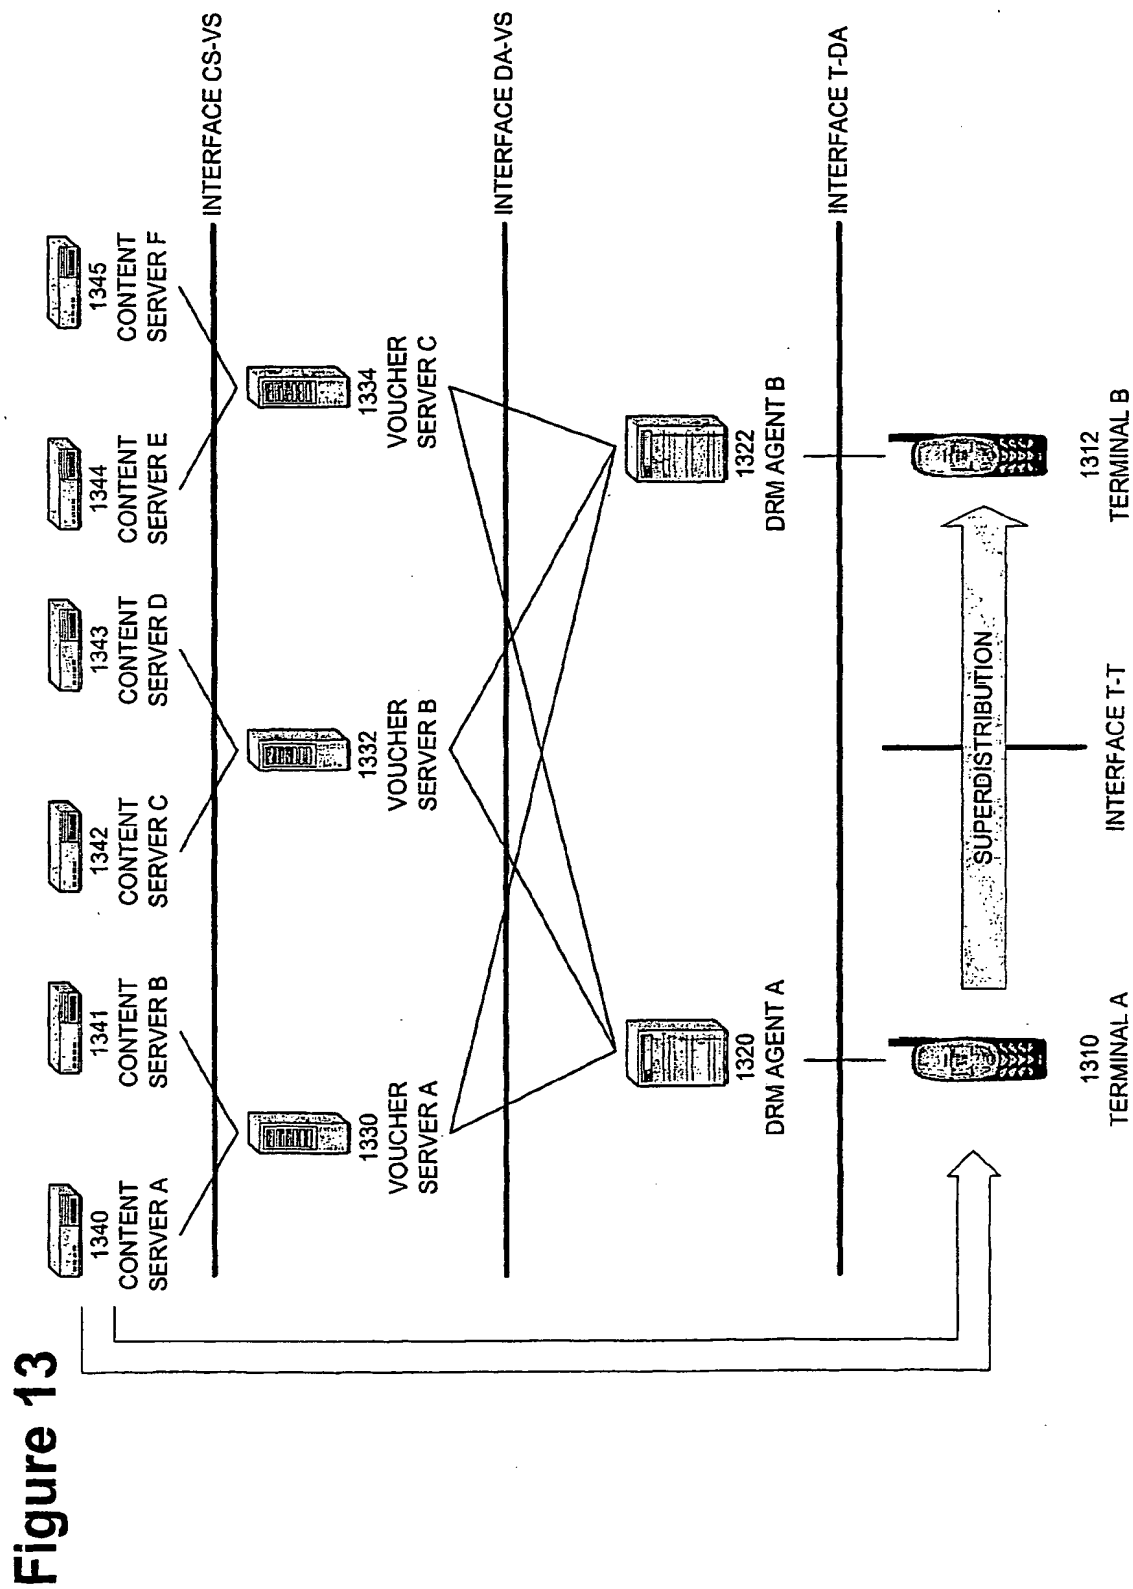 Figure 13
1340
CONTENT
SERVER A
1341
CONTENT
SERVER B
1342
CONTENT
SERVER C
1343
CONTENT
SERVER D
1344
CONTENT
SERVER E
1345
CONTENT
SERVER F
INTERFACE CS-VS
1330
VOUCHER
SERVER A
1332
VOUCHER
SERVER B
1334
VOUCHER
SERVER C
INTERFACE DA-VS
1320
DRM AGENT A
1322
DRM AGENT B
INTERFACE T-DA
SUPERDISTRIBUTION
1310
TERMINAL A
INTERFACE T-T
1312
TERMINAL B